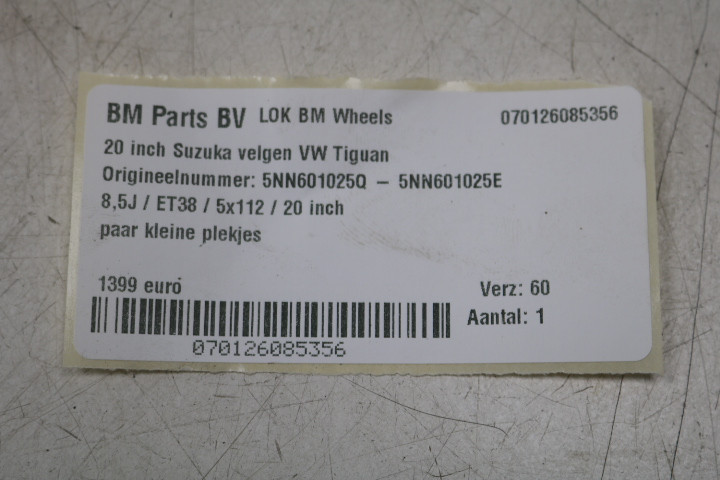 BM Parts BV LOK BM Wheels 070126085356
20 inch Suzuka velgen VW Tiguan
Origineelnummer: 5NN601025Q – 5NN601025E
8,5J / ET38 / 5x112 / 20 inch
paar kleine plekjes
1399 euro Verz: 60
Aantal: 1
070126085356